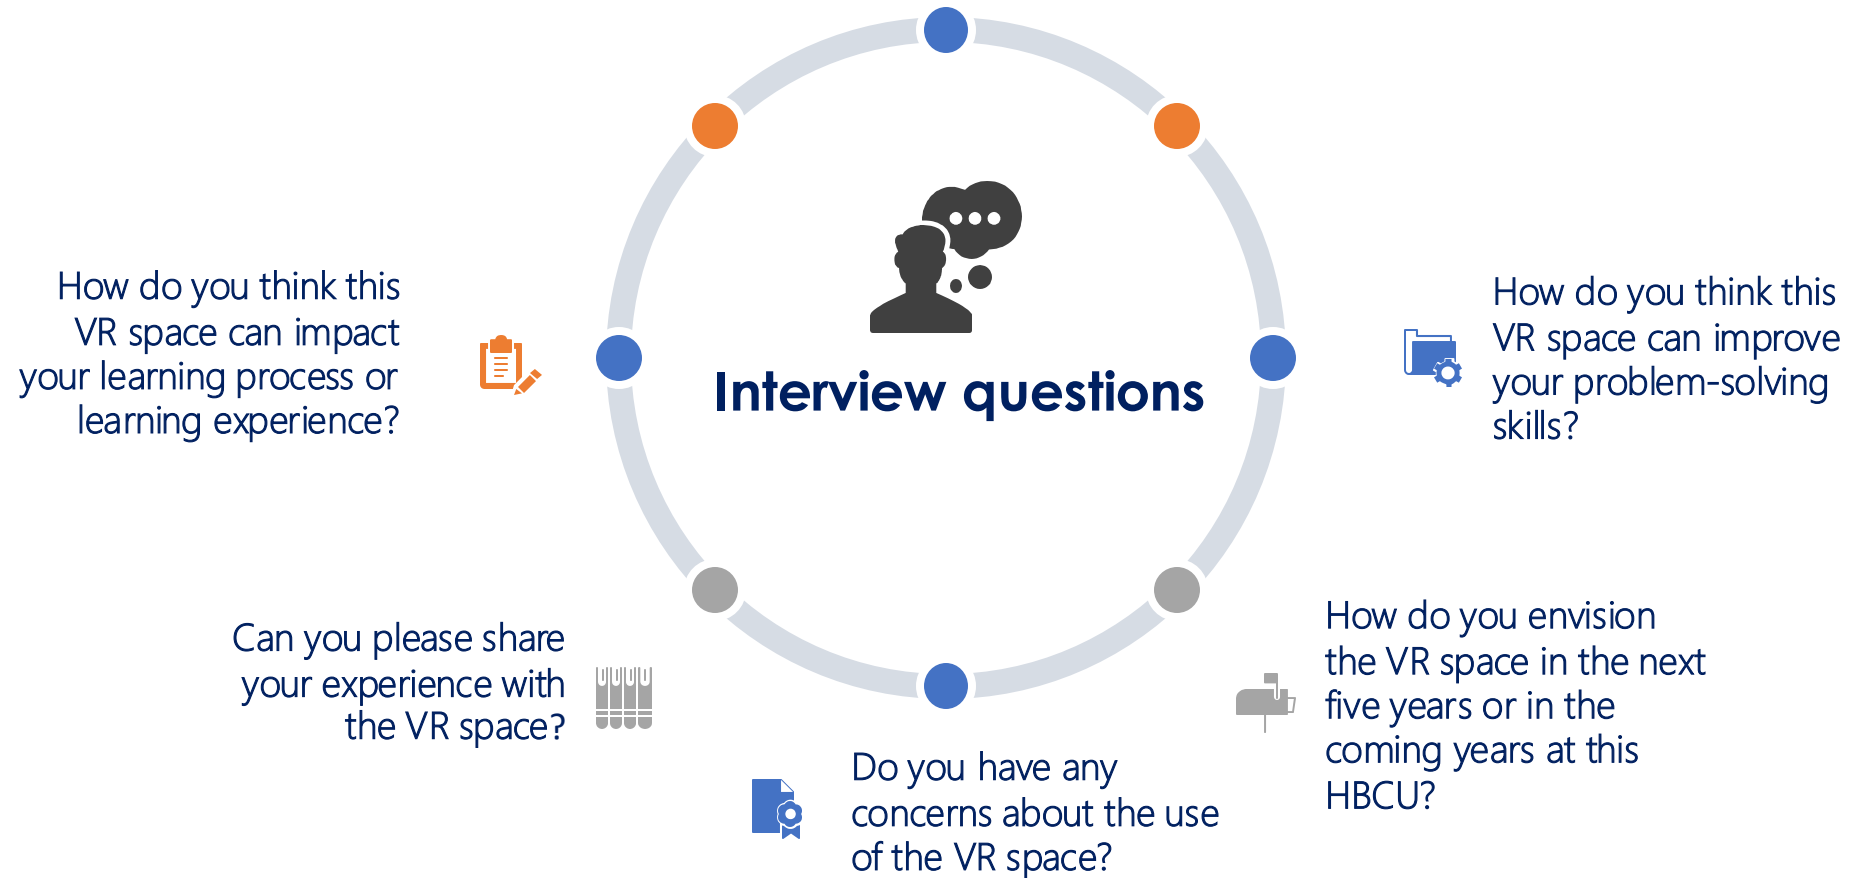 Interview questions
How do you think this
VR space can impact
your learning process or
learning experience?
How do you think this
VR space can improve
your problem-solving
skills?
Can you please share
your experience with
the VR space?
Do you have any
concerns about the use
of the VR space?
How do you envision
the VR space in the next
five years or in the
coming years at this
HBCU?